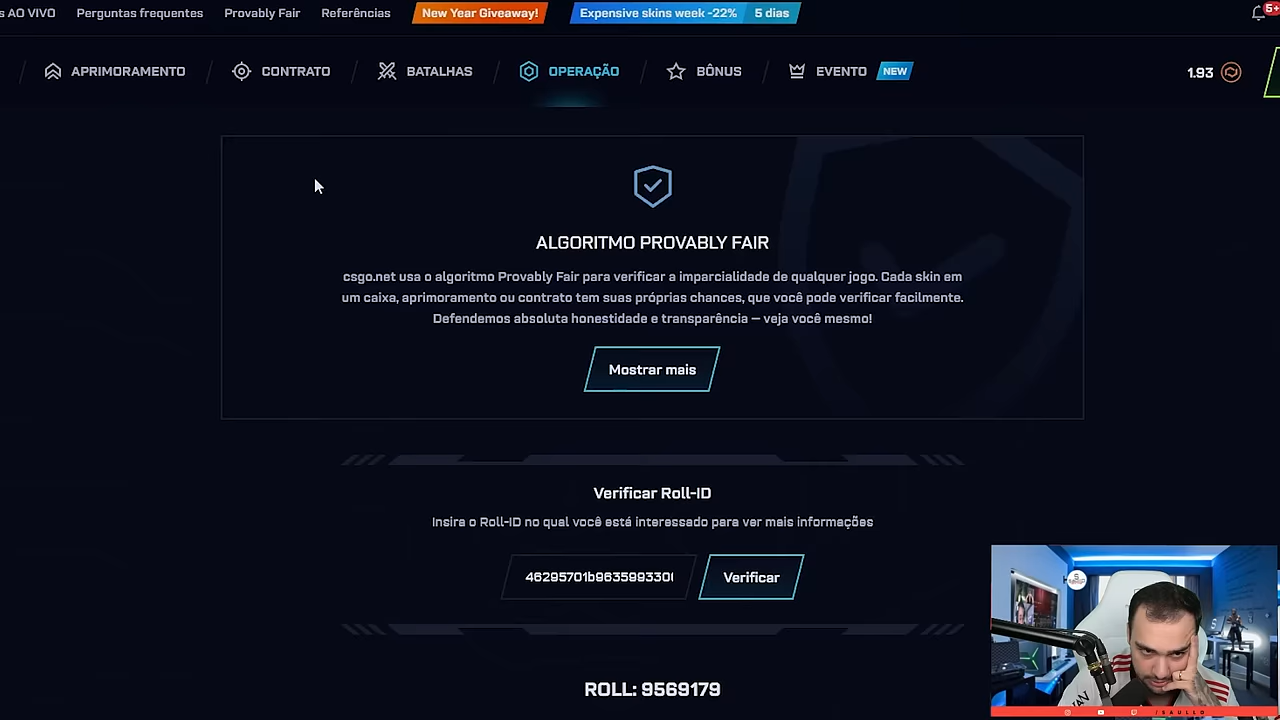 s AO VIVO Perguntas frequentes Provably Fair Referências New Year Giveaway! Expensive skins week -22% 5 dias 5+
APRIMORAMENTO CONTRATO BATALHAS OPERAÇÃO BÔNUS EVENTO NEW 1.93
ALGORITMO PROVABLY FAIR
csgo.net usa o algoritmo Provably Fair para verificar a imparcialidade de qualquer jogo. Cada skin em
um caixa, aprimoramento ou contrato tem suas próprias chances, que você pode verificar facilmente.
Defendemos absoluta honestidade e transparência — veja você mesmo!
Mostrar mais
Verificar Roll-ID
Insira o Roll-ID no qual você está interessado para ver mais informações
46295701b963599330 Verificar
ROLL: 9569179
/SAULLO